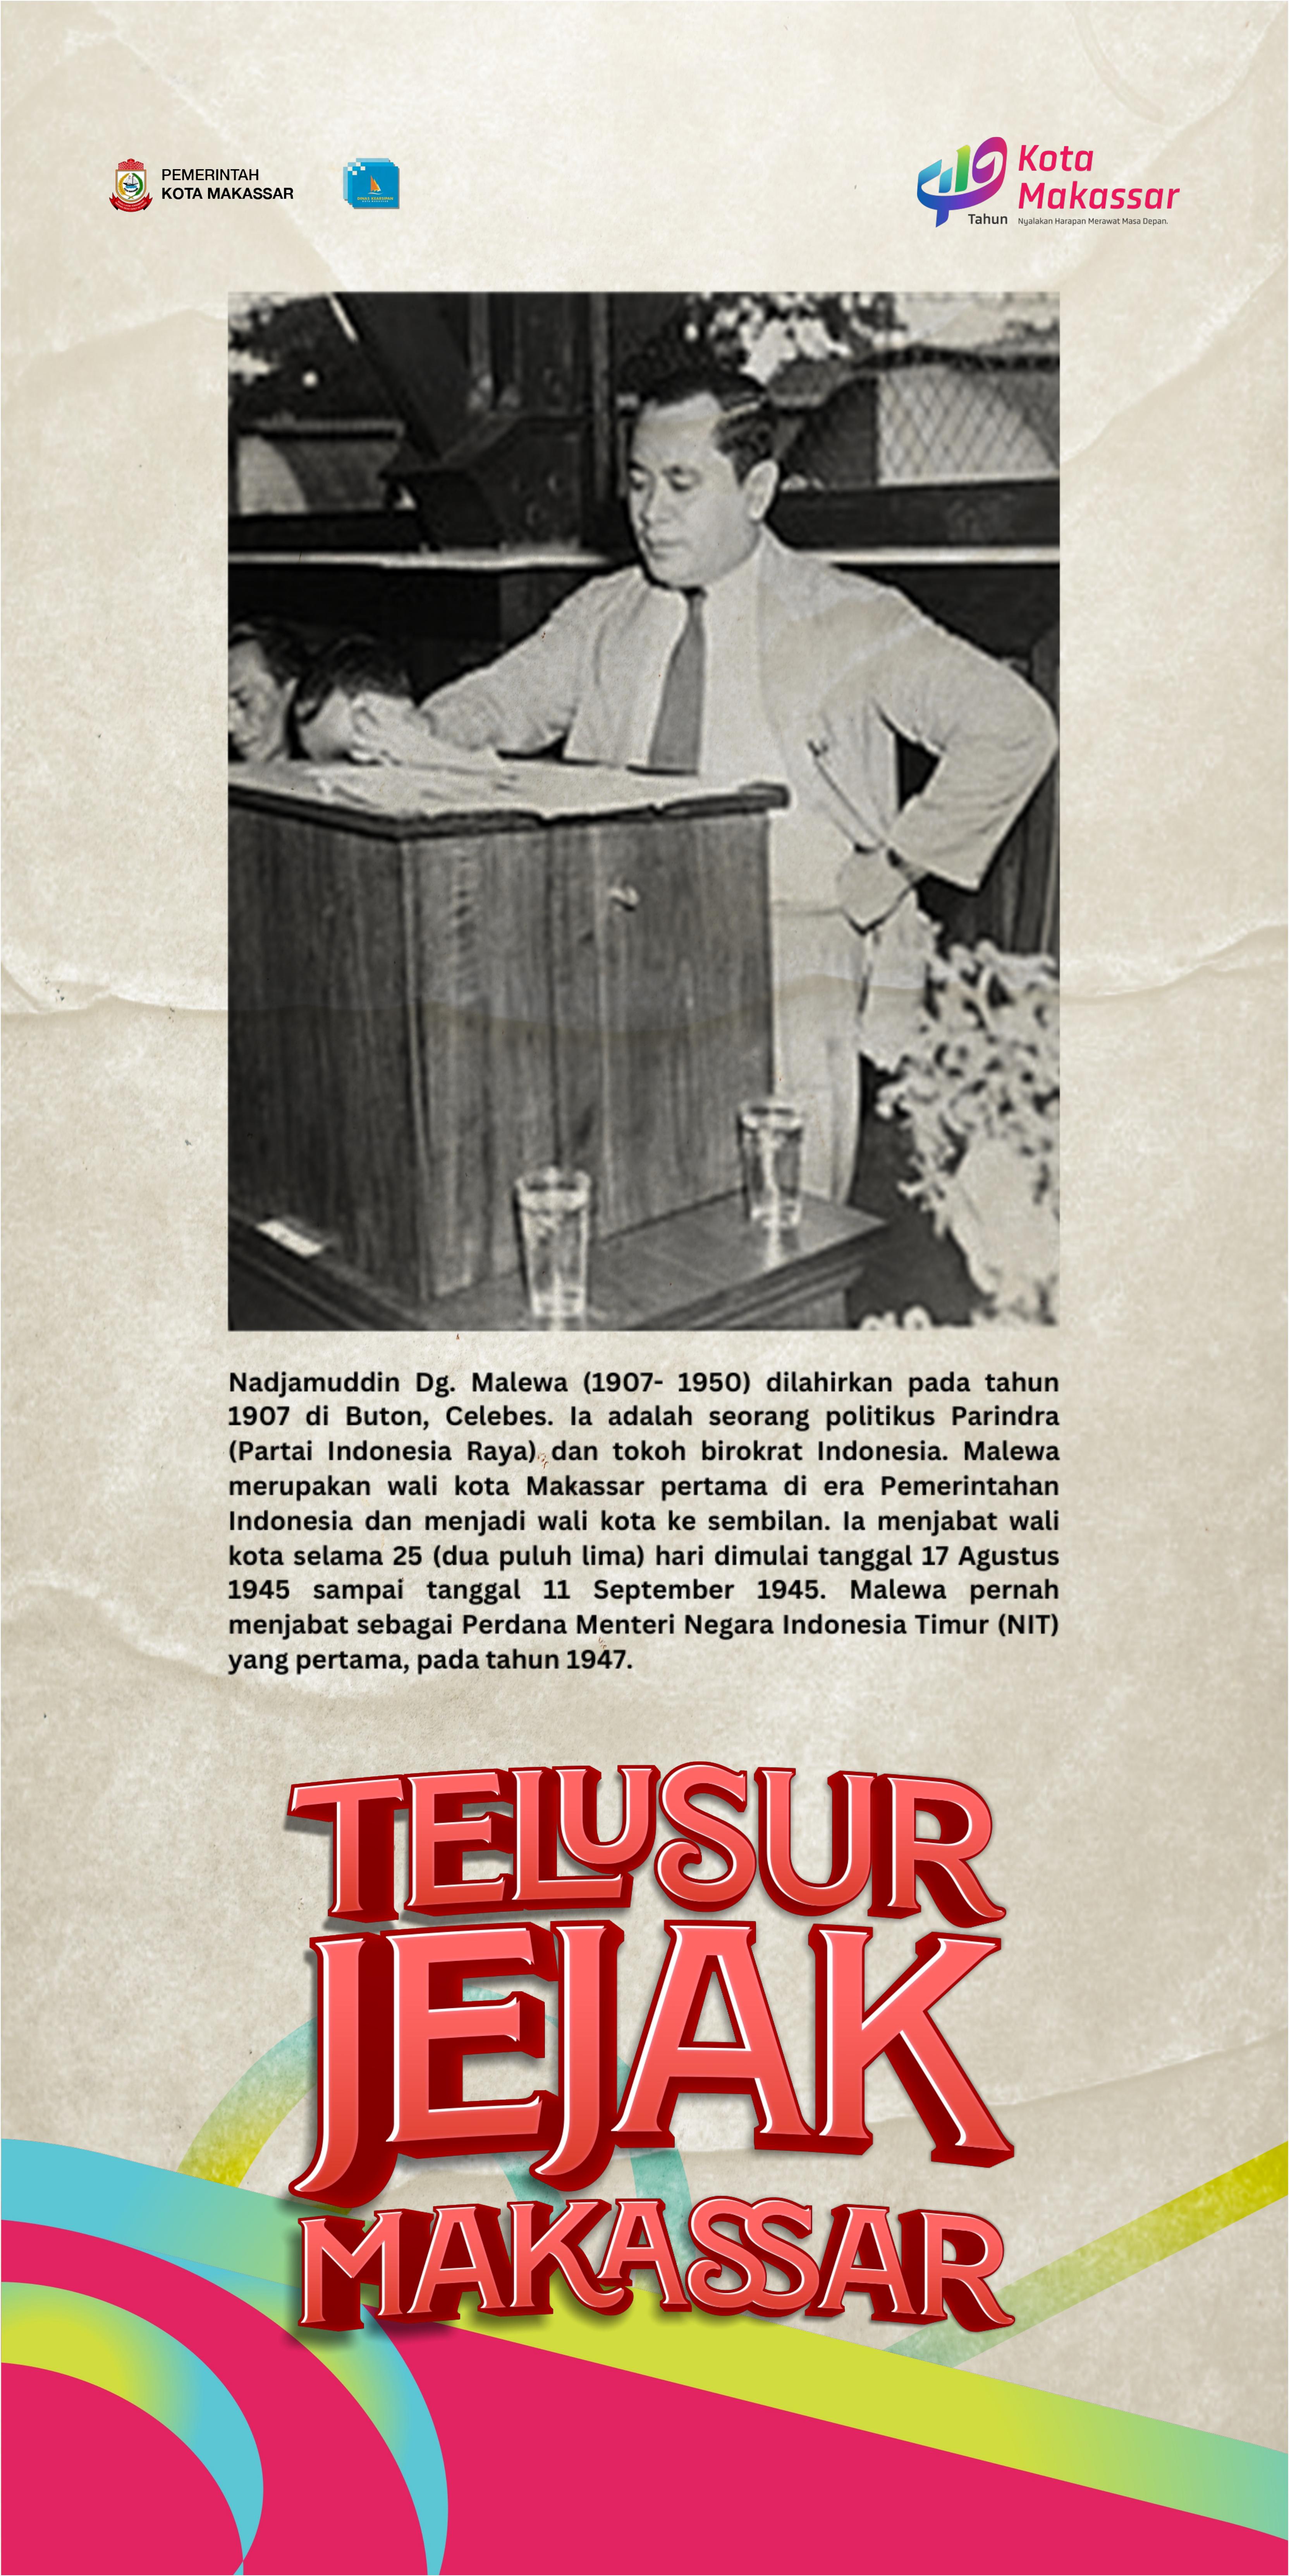 PEMERINTAH
KOTA MAKASSAR
DINAS KEARSIPAN
419 Kota
Makassar
Tahun Nyalakan Harapan Merawat Masa Depan.
Nadjamuddin Dg. Malewa (1907- 1950) dilahirkan pada tahun
1907 di Buton, Celebes. Ia adalah seorang politikus Parindra
(Partai Indonesia Raya) dan tokoh birokrat Indonesia. Malewa
merupakan wali kota Makassar pertama di era Pemerintahan
Indonesia dan menjadi wali kota ke sembilan. Ia menjabat wali
kota selama 25 (dua puluh lima) hari dimulai tanggal 17 Agustus
1945 sampai tanggal 11 September 1945. Malewa pernah
menjabat sebagai Perdana Menteri Negara Indonesia Timur (NIT)
yang pertama, pada tahun 1947.
TELUSUR
JEJAK
MAKASSAR